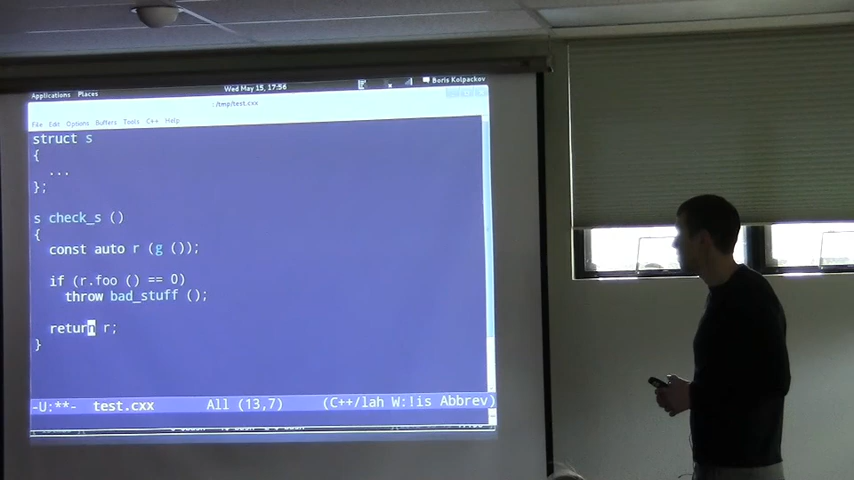 Applications Places Wed May 15, 17:56 Boris Kolpackov
: /tmp/test.cxx
File Edit Options Buffers Tools C++ Help
struct s
{
...
};
s check_s ()
{
const auto r (g ());
if (r.foo () == 0)
throw bad_stuff ();
return r;
}
-U:**- test.cxx All (13,7) (C++/lah W:!is Abbrev)